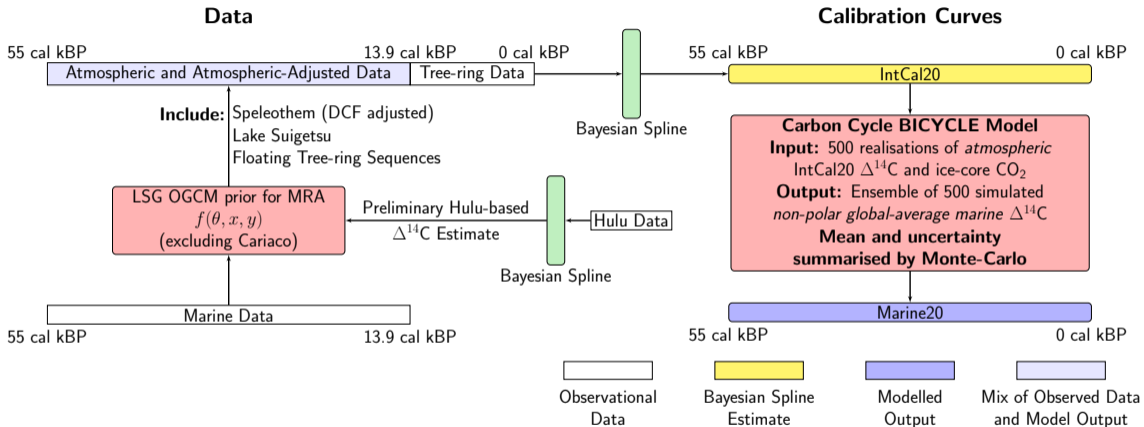 Data
Calibration Curves
55 cal kBP
13.9 cal kBP
0 cal kBP
55 cal kBP
0 cal kBP
Atmospheric and Atmospheric-Adjusted Data
Tree-ring Data
IntCal20
Include: Speleothem (DCF adjusted)
Lake Suigetsu
Floating Tree-ring Sequences
Bayesian Spline
Carbon Cycle BICYCLE Model
Input: 500 realisations of atmospheric
IntCal20 Δ¹⁴C and ice-core CO₂
Output: Ensemble of 500 simulated
non-polar global-average marine Δ¹⁴C
Mean and uncertainty
summarised by Monte-Carlo
LSG OGCM prior for MRA
f(θ, x, y)
(excluding Cariaco)
Preliminary Hulu-based
Δ¹⁴C Estimate
Hulu Data
Bayesian Spline
Marine Data
55 cal kBP
13.9 cal kBP
Marine20
55 cal kBP
0 cal kBP
Observational
Data
Bayesian Spline
Estimate
Modelled
Output
Mix of Observed Data
and Model Output